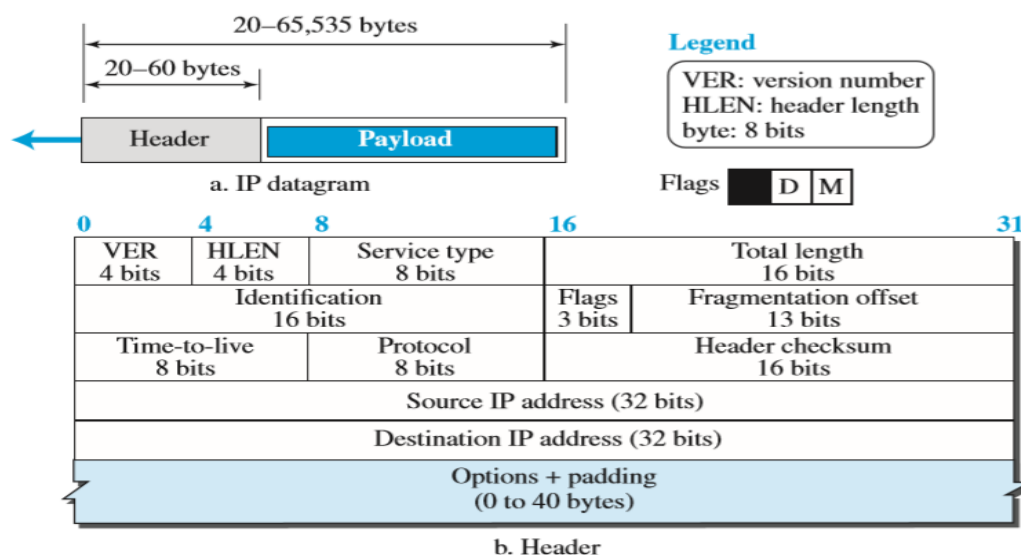 20–65,535 bytes
20–60 bytes
Header
Payload
a. IP datagram
Legend
VER: version number
HLEN: header length
byte: 8 bits
Flags D M
0 4 8 16 31
VER HLEN Service type Total length
4 bits 4 bits 8 bits 16 bits
Identification Flags Fragmentation offset
16 bits 3 bits 13 bits
Time-to-live Protocol Header checksum
8 bits 8 bits 16 bits
Source IP address (32 bits)
Destination IP address (32 bits)
Options + padding
(0 to 40 bytes)
b. Header